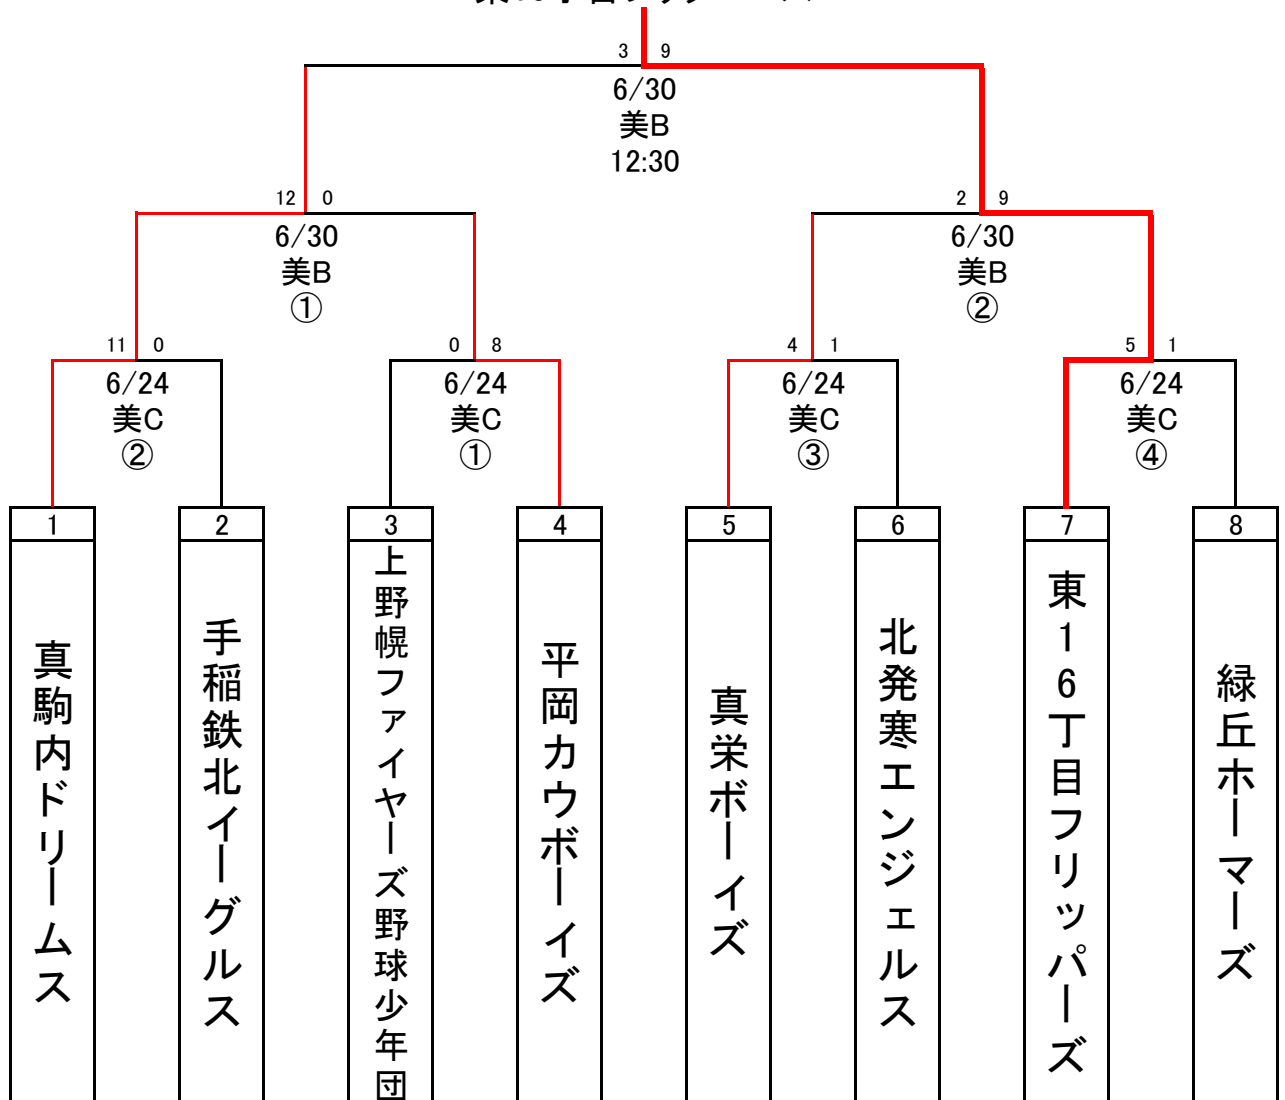 3 9
6/30
美B
12:30
12 0
2 9
6/30
美B
①
6/30
美B
②
11 0
0 8
4 1
5 1
6/24
美C
②
6/24
美C
①
6/24
美C
③
6/24
美C
④
1
2
3
4
5
6
7
8
真駒内ドリームス
手稲鉄北イーグルス
上野幌ファイヤーズ野球少年団
平岡カウボーイズ
真栄ボーイズ
北発寒エンジェルス
東16丁目フリッパーズ
緑丘ホーマーズ